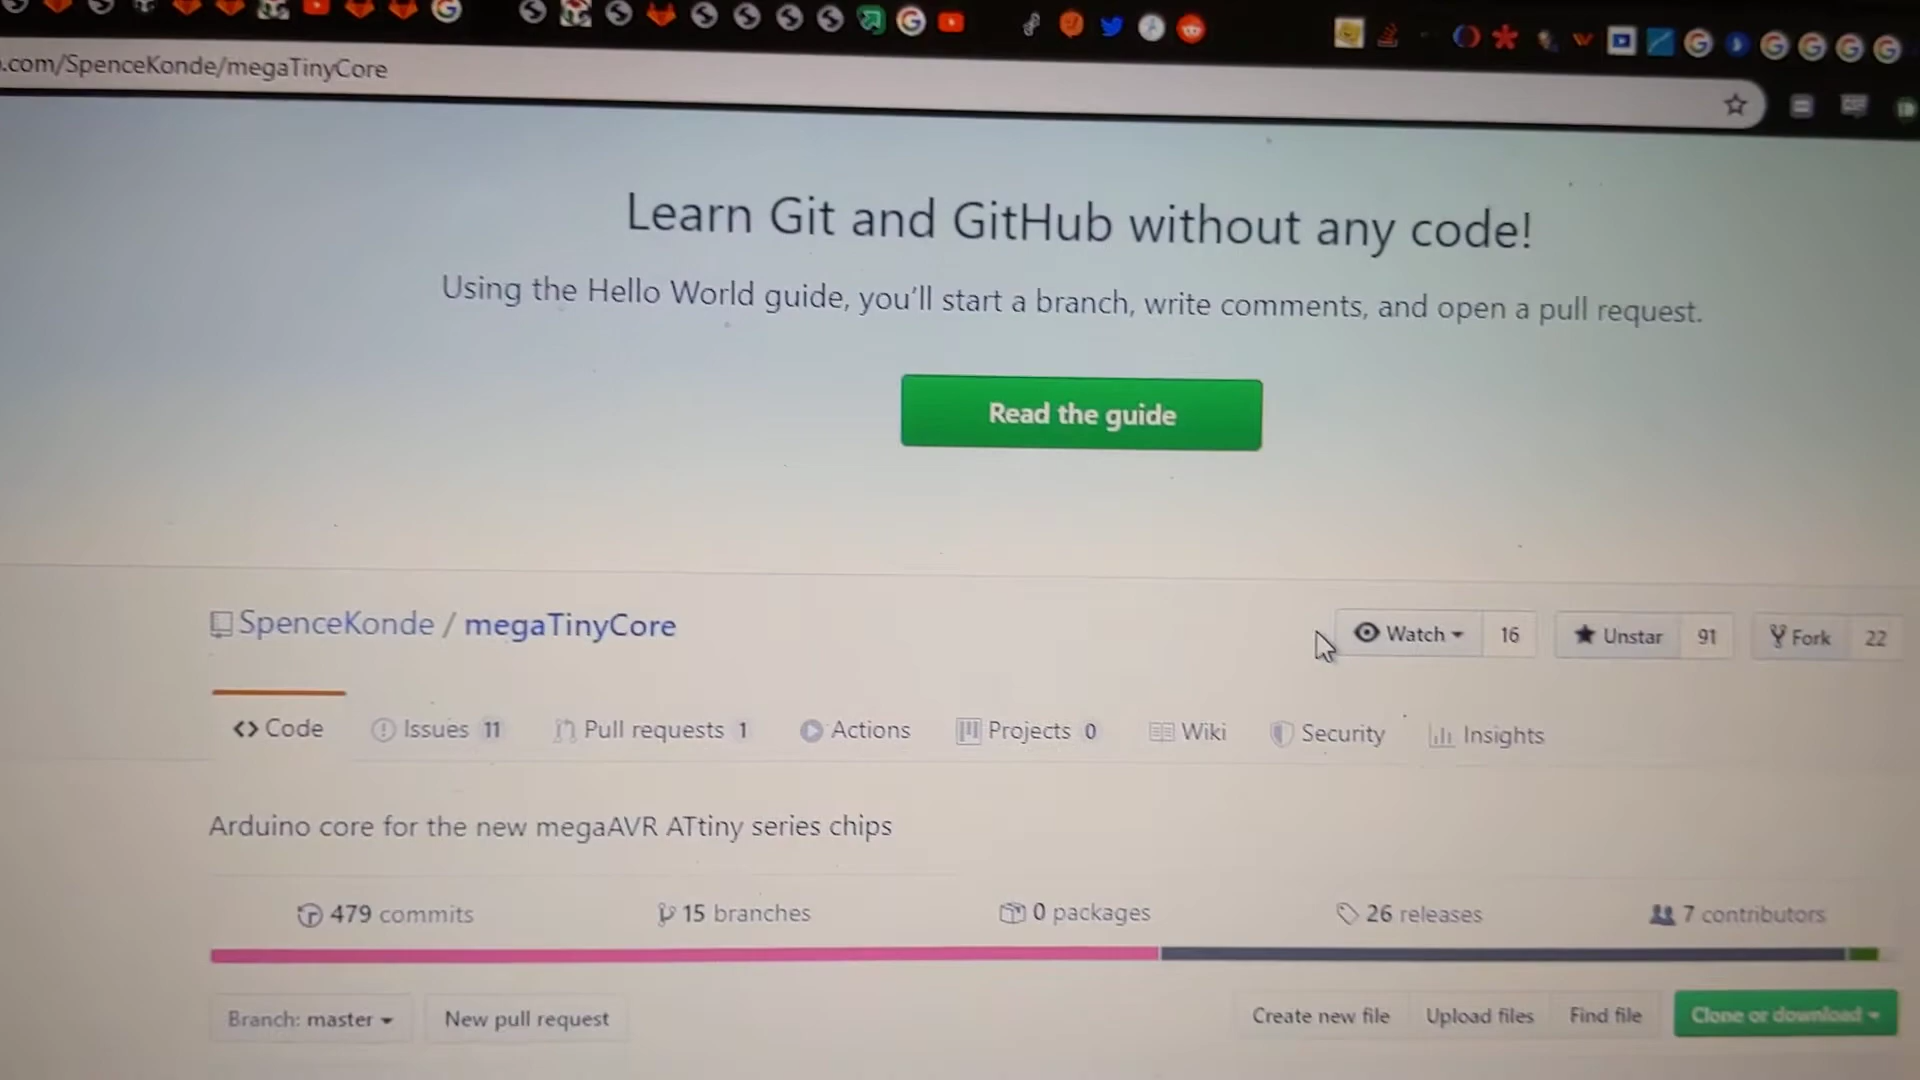 .com/SpenceKonde/megaTinyCore
Learn Git and GitHub without any code!
Using the Hello World guide, you'll start a branch, write comments, and open a pull request.
Read the guide
SpenceKonde / megaTinyCore
Watch 16
Unstar 91
Fork 22
Code
Issues 11
Pull requests 1
Actions
Projects 0
Wiki
Security
Insights
Arduino core for the new megaAVR ATtiny series chips
479 commits
15 branches
0 packages
26 releases
7 contributors
Branch: master
New pull request
Create new file
Upload files
Find file
Clone or download